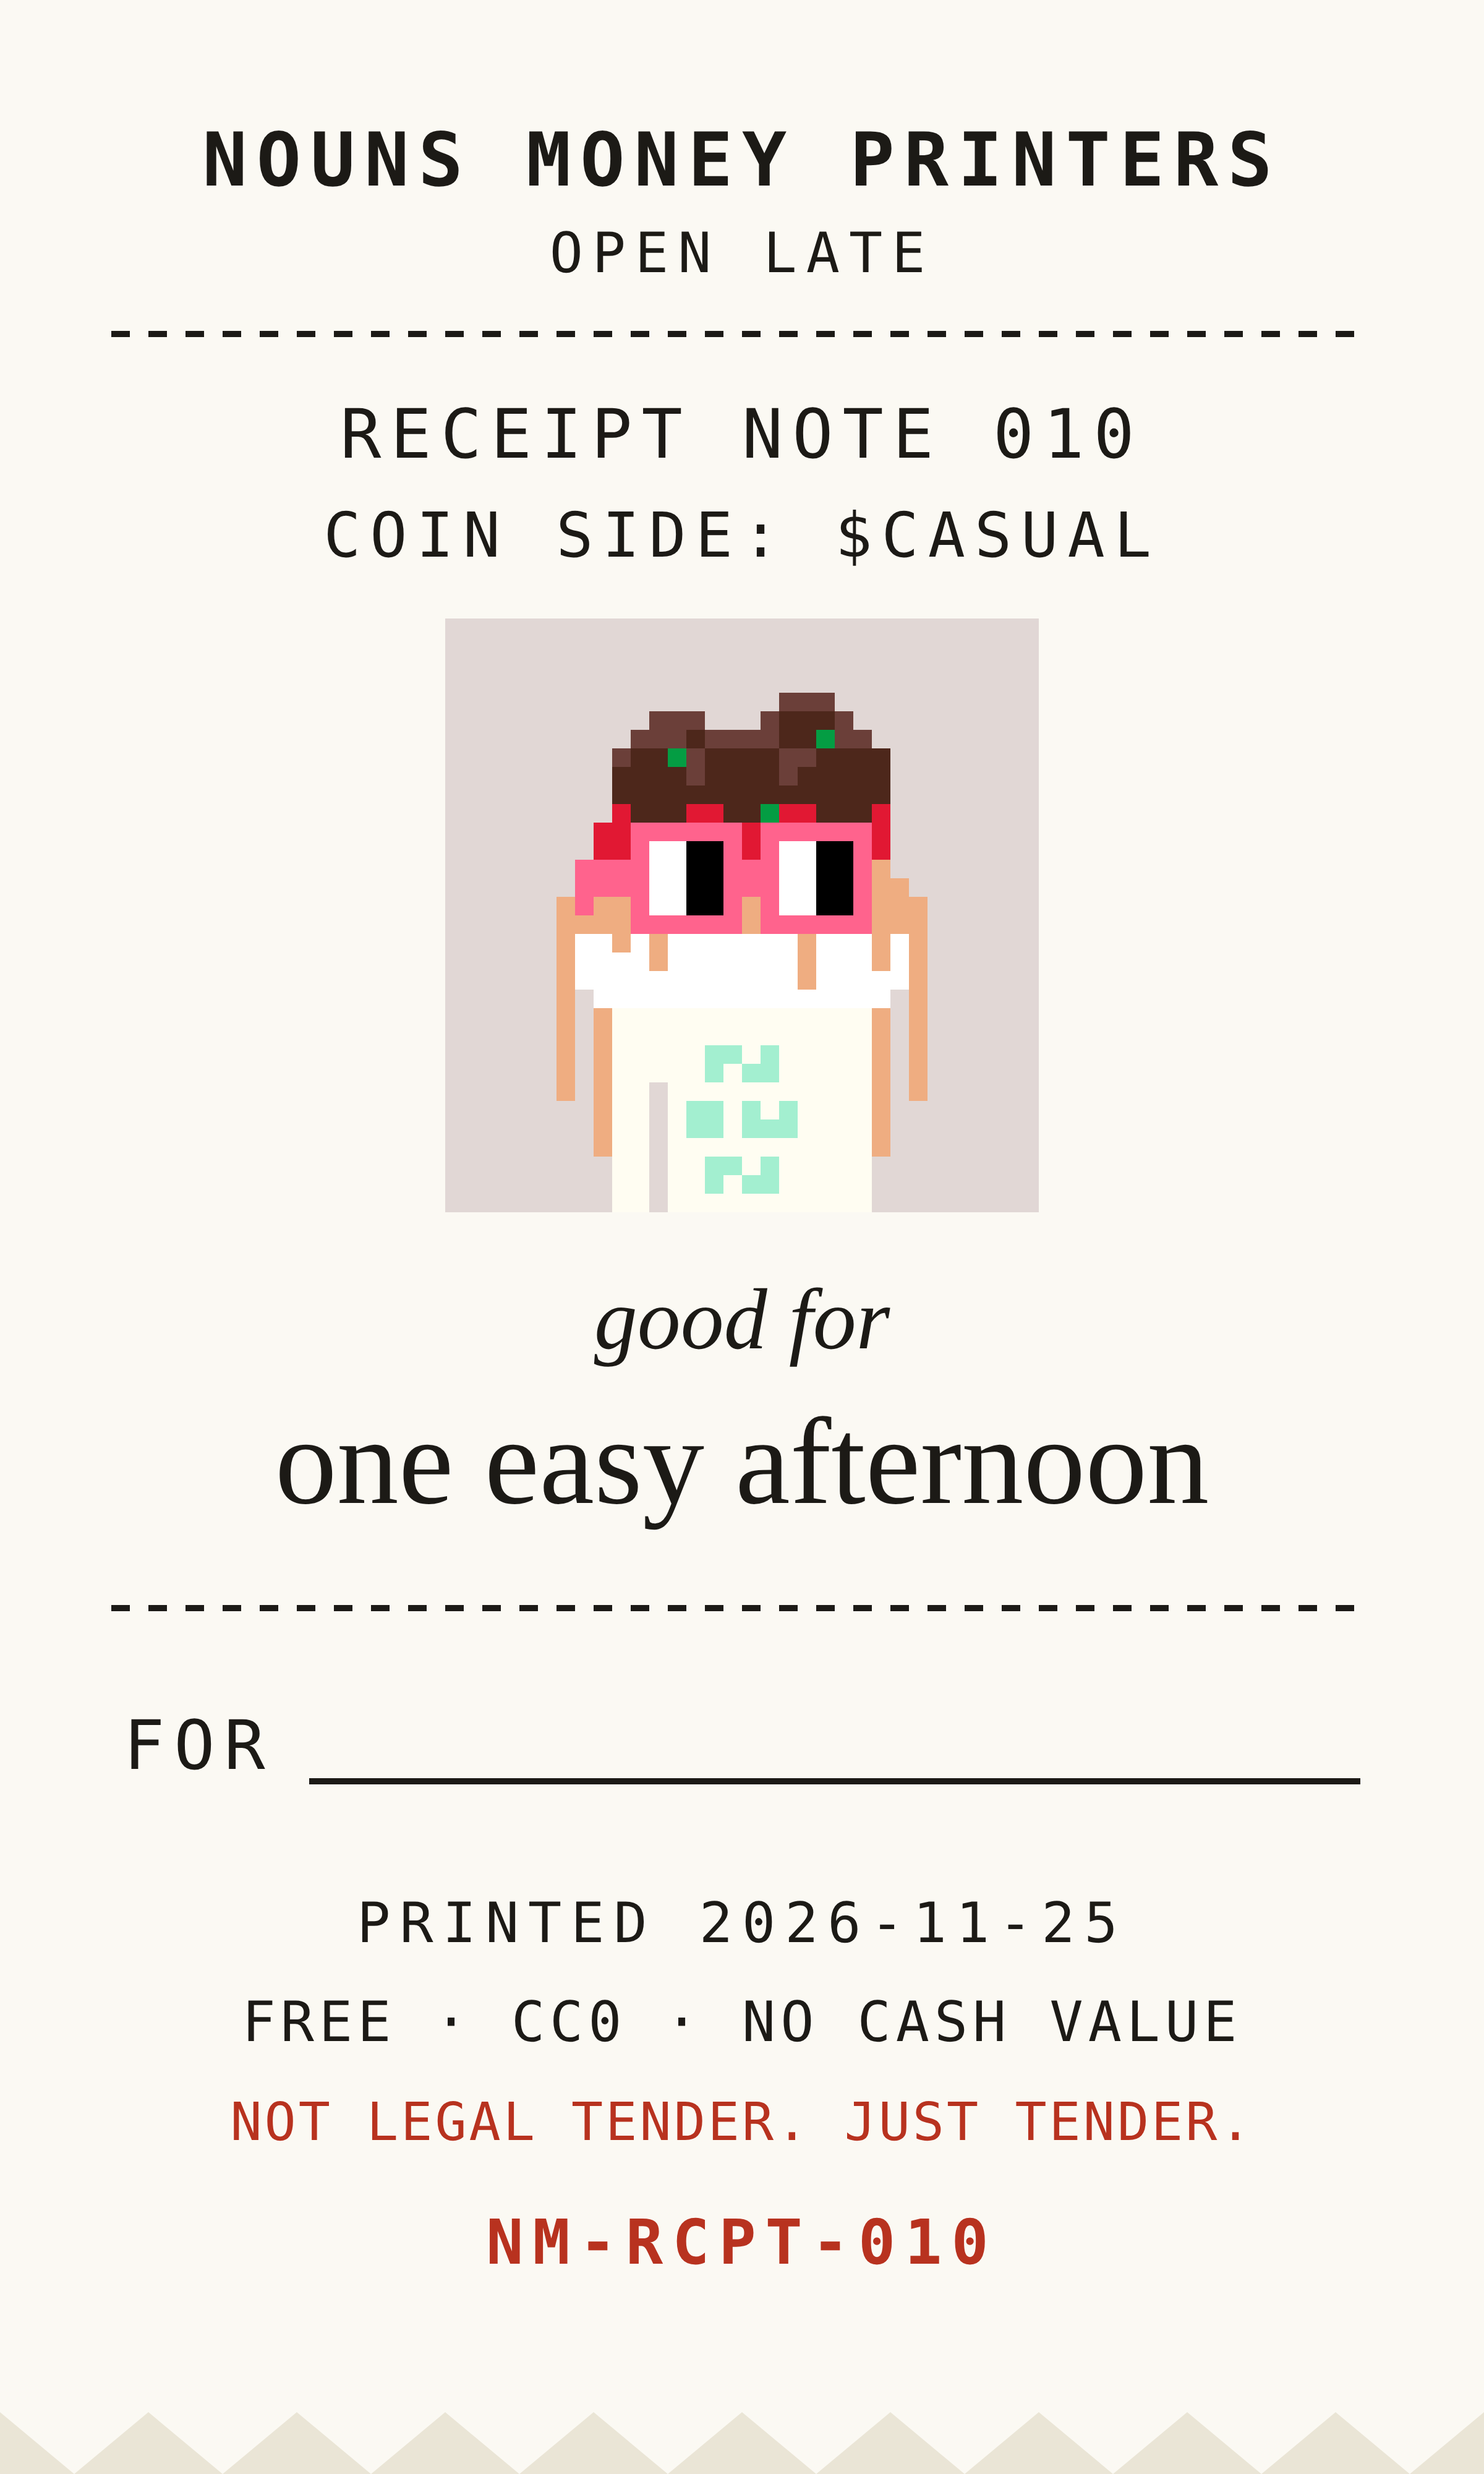 NOUNS MONEY PRINTERS
OPEN LATE
RECEIPT NOTE 010
COIN SIDE: $CASUAL
good for
one easy afternoon
FOR
PRINTED 2026-11-25
FREE · CC0 · NO CASH VALUE
NOT LEGAL TENDER. JUST TENDER.
NM-RCPT-010